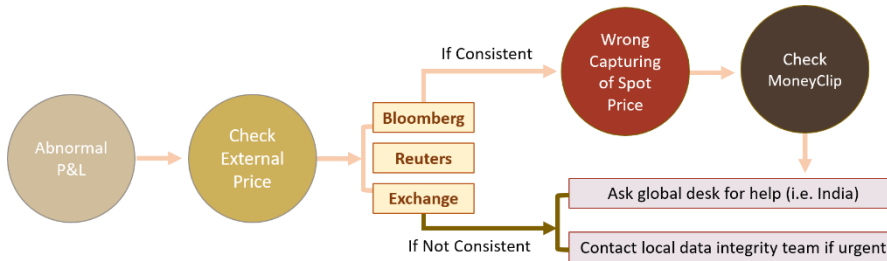 Abnormal
P&L
Check
External
Price
Bloomberg
Reuters
Exchange
If Consistent
If Not Consistent
Wrong
Capturing
of Spot
Price
Check
MoneyClip
Ask global desk for help (i.e. India)
Contact local data integrity team if urgent